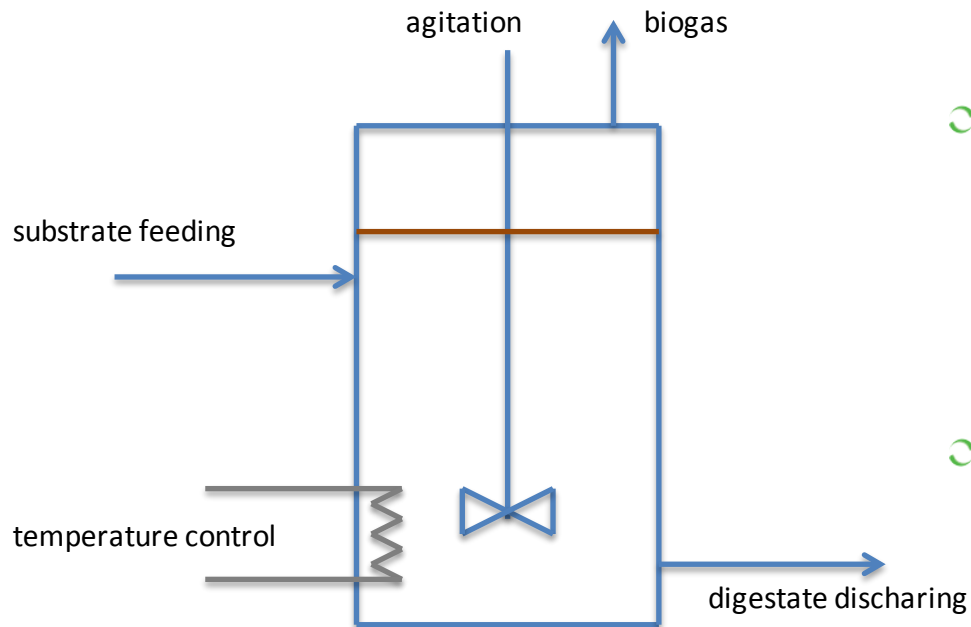 agitation
biogas
substrate feeding
temperature control
digestate discharing